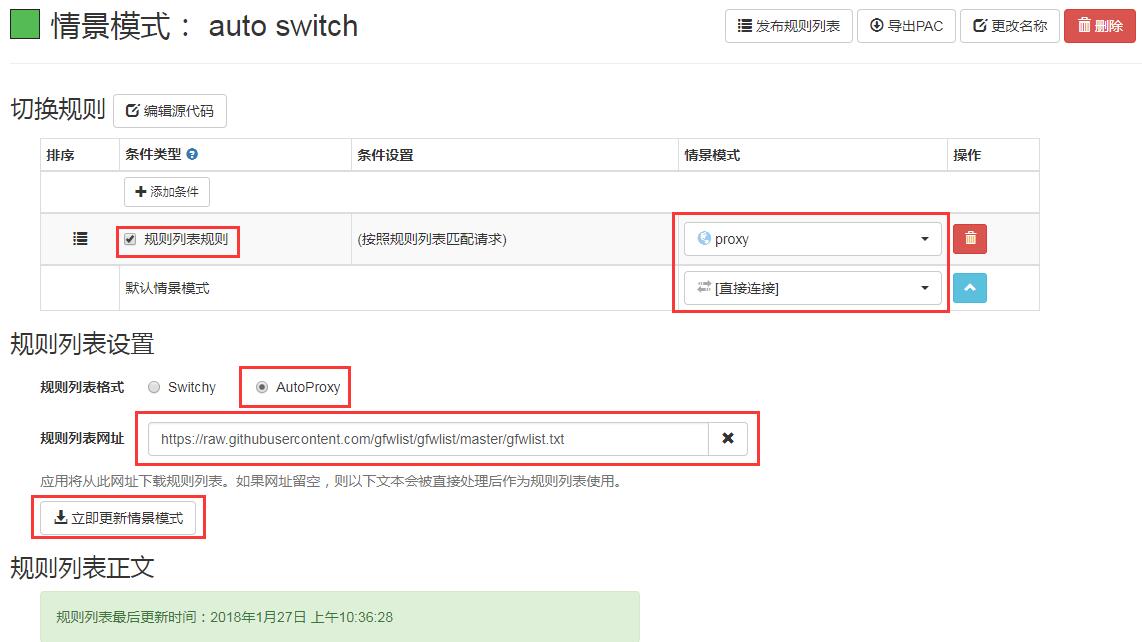 情景模式： auto switch
发布规则列表 导出PAC 更改名称 删除
切换规则 编辑源代码
排序 条件类型 条件设置 情景模式 操作
添加条件
规则列表规则 (按照规则列表匹配请求) proxy
默认情景模式 [直接连接]
规则列表设置
规则列表格式 Switchy AutoProxy
规则列表网址 https://raw.githubusercontent.com/gfwlist/gfwlist/master/gfwlist.txt
应用将从此网址下载规则列表。如果网址留空，则以下文本会被直接处理后作为规则列表使用。
立即更新情景模式
规则列表正文
规则列表最后更新时间：2018年1月27日 上午10:36:28